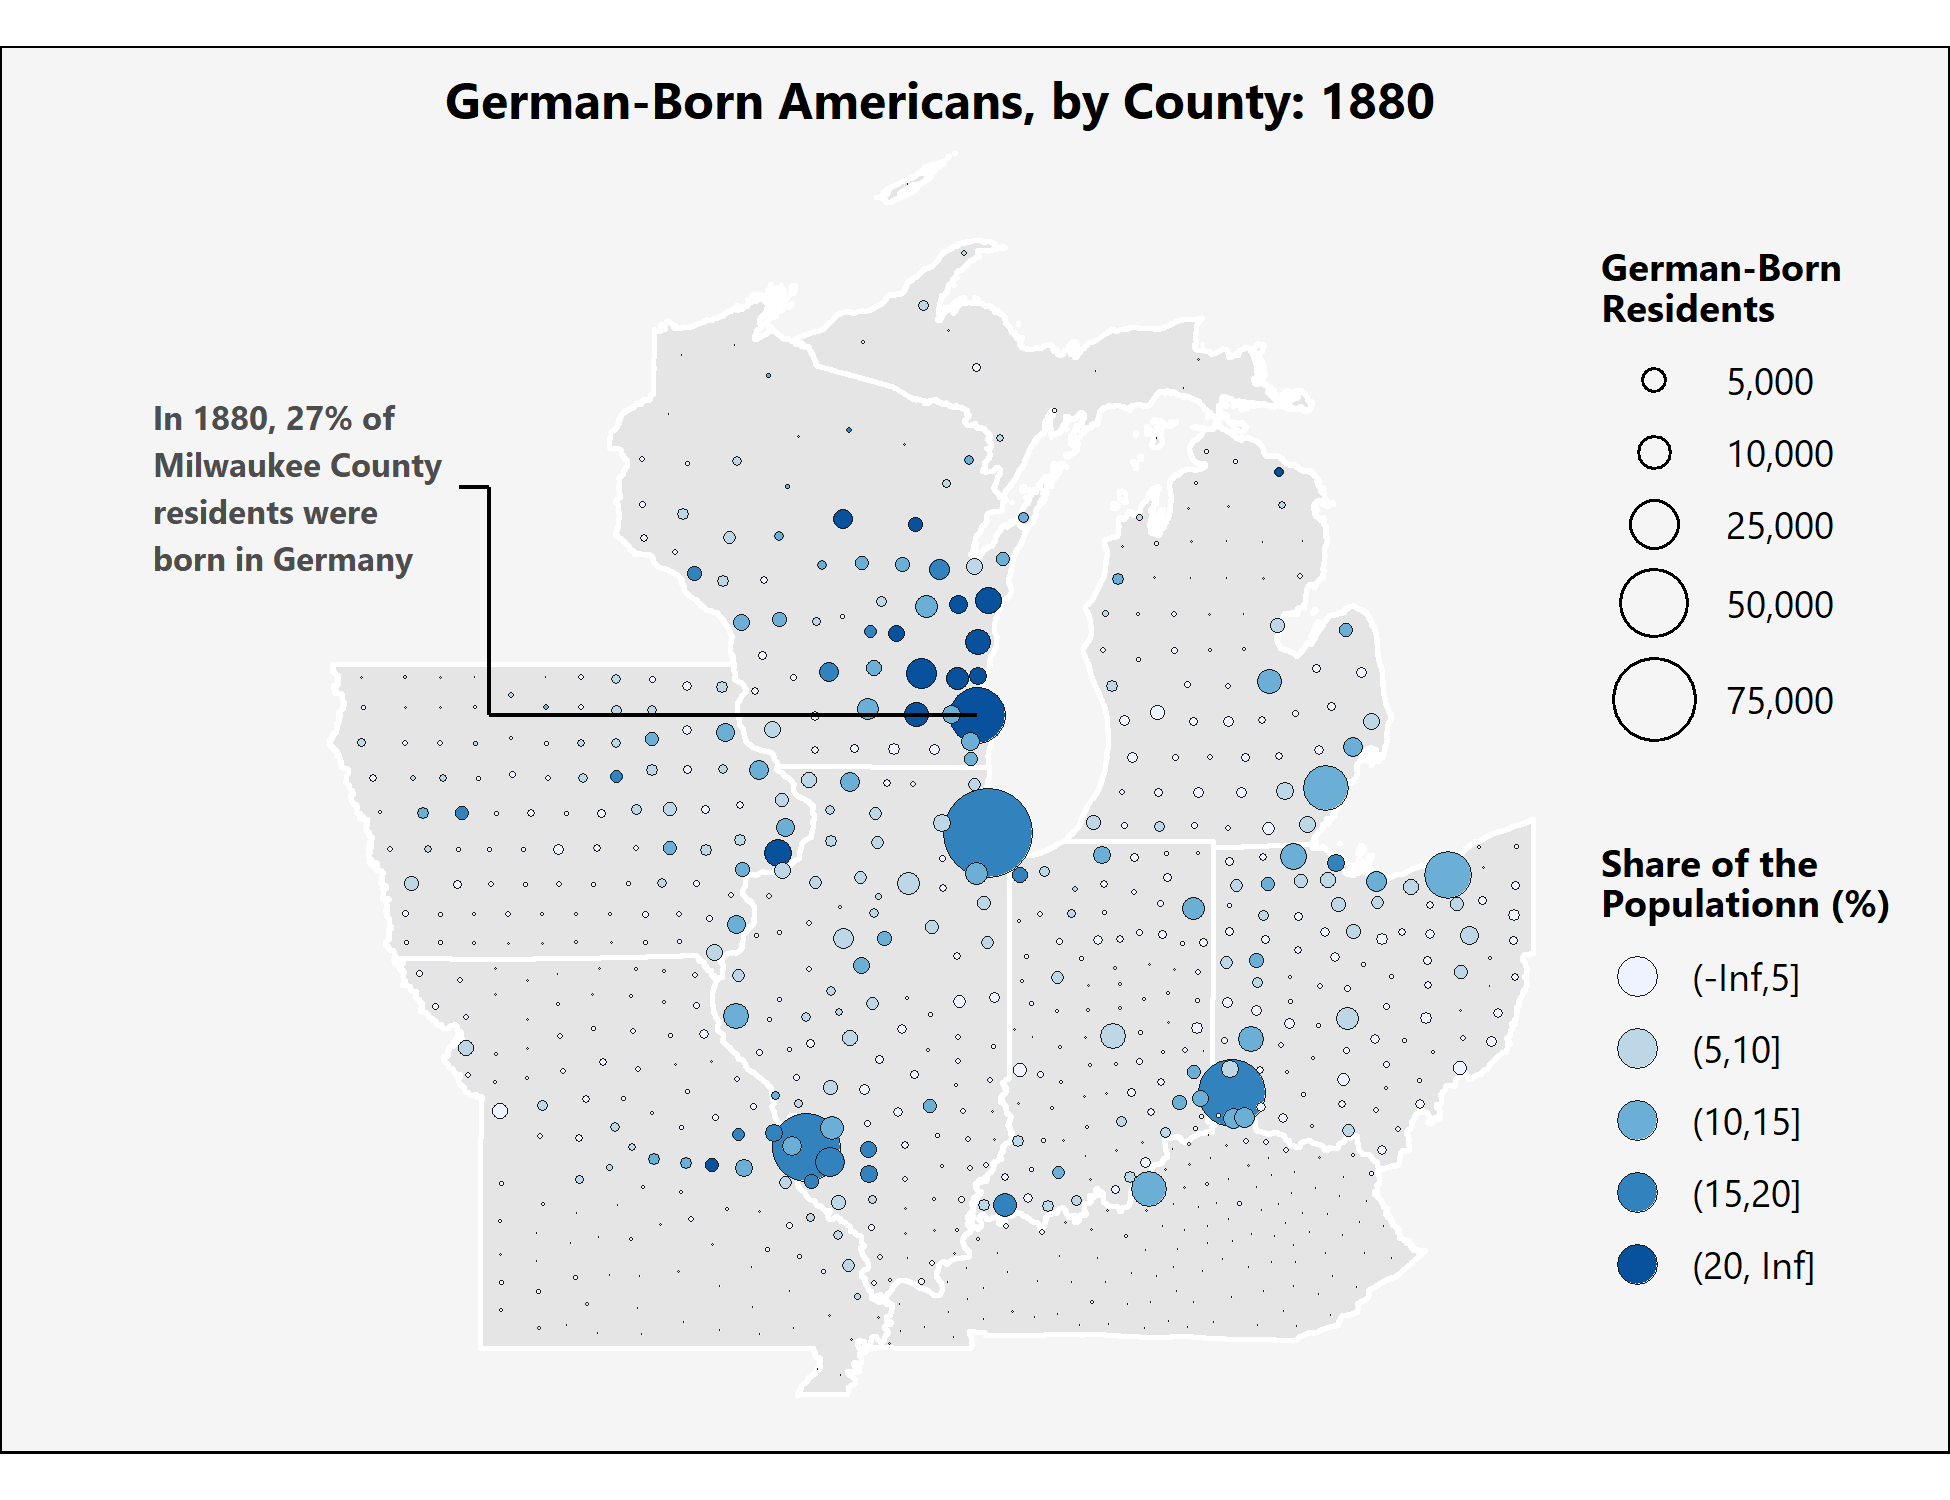 German-Born Americans, by County: 1880
In 1880, 27% of
Milwaukee County
residents were
born in Germany
German-Born
Residents
5,000
10,000
25,000
50,000
75,000
Share of the
Populationn (%)
(-Inf,5]
(5,10]
(10,15]
(15,20]
(20, Inf]